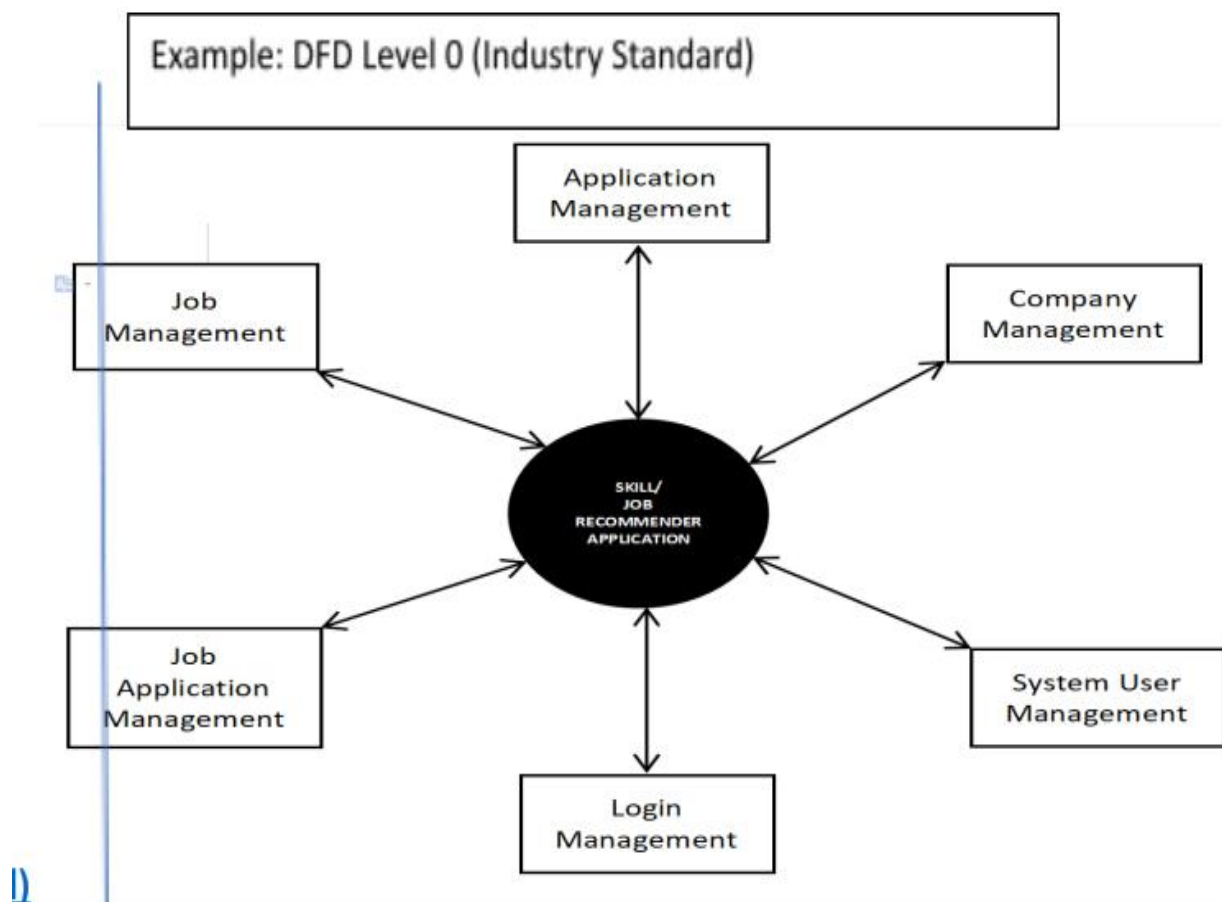 Example: DFD Level 0 (Industry Standard)
Application
Management
Job
Management
Company
Management
SKILL/
JOB
RECOMMENDER
APPLICATION
Job
Application
Management
System User
Management
Login
Management